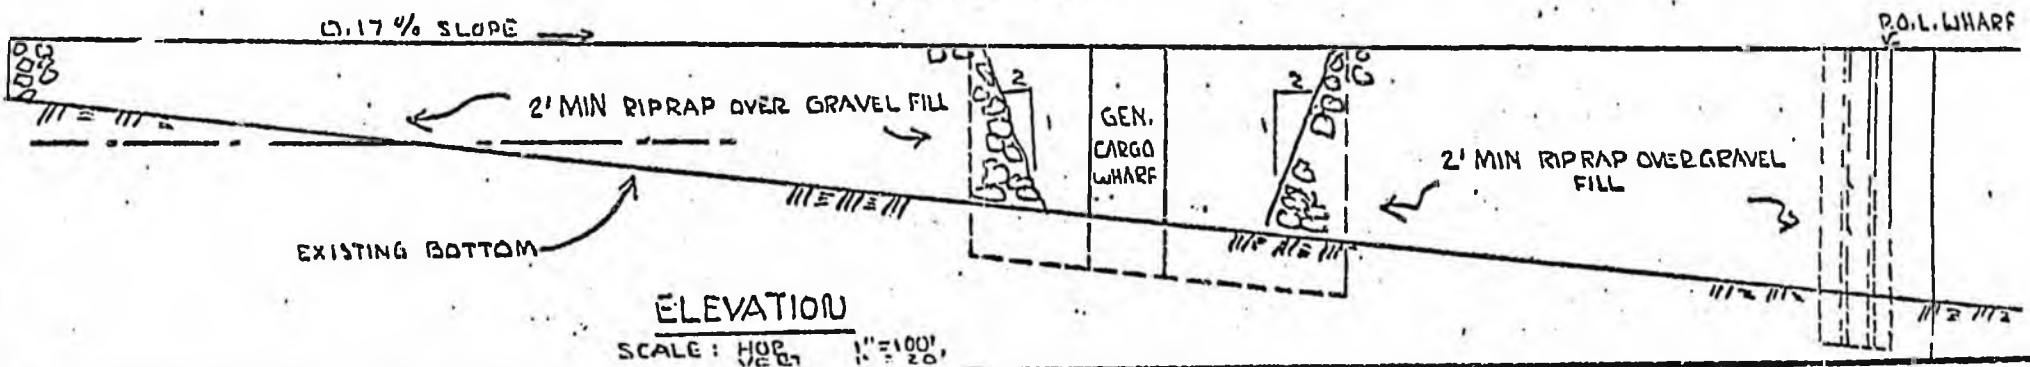 0.17 % SLOPE
P.O.L. WHARF
2' MIN RIPRAP OVER GRAVEL FILL
2
1
GEN.
CARGO
WHARF
2
1
2' MIN RIPRAP OVER GRAVEL
FILL
EXISTING BOTTOM
ELEVATION
SCALE: HOR 1"=100'
VERT 1"=20'